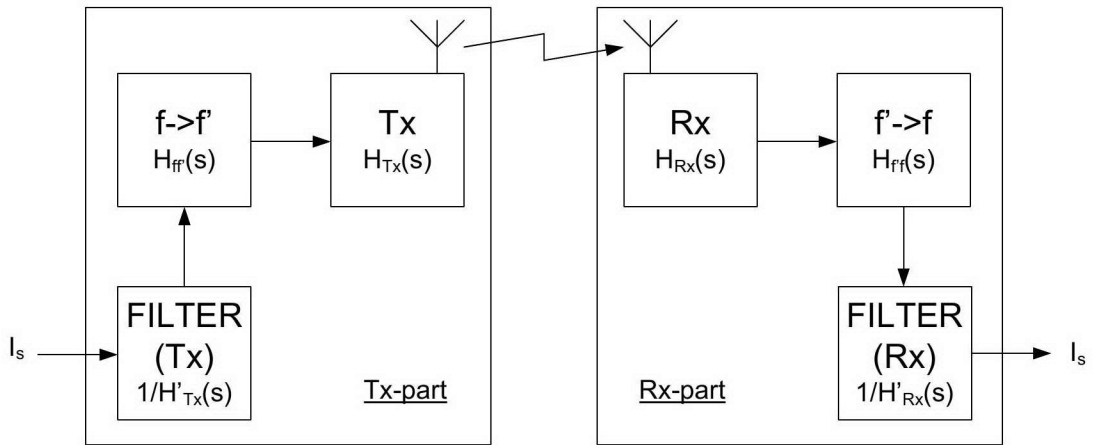 f->f'
Hff'(s)
Tx
HTx(s)
Rx
HRx(s)
f'->f
Hf'f(s)
Is
FILTER
(Tx)
1/H'Tx(s)
Tx-part
Rx-part
FILTER
(Rx)
1/H'Rx(s)
Is